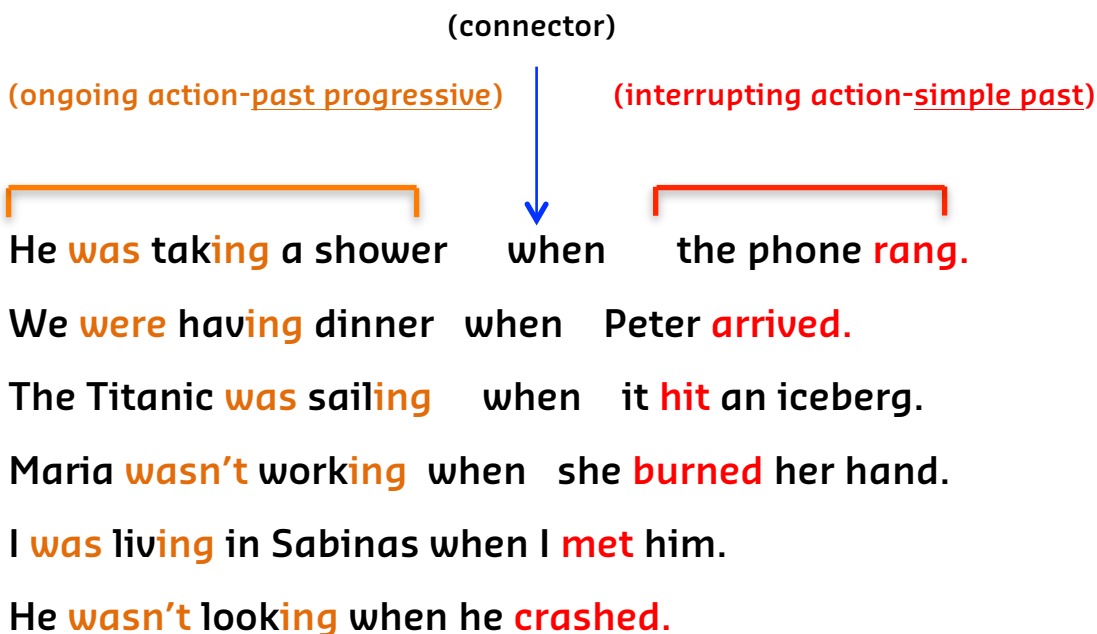 (connector)
(ongoing action-past progressive) (interrupting action-simple past)
He was taking a shower when the phone rang.
We were having dinner when Peter arrived.
The Titanic was sailing when it hit an iceberg.
Maria wasn’t working when she burned her hand.
I was living in Sabinas when I met him.
He wasn’t looking when he crashed.